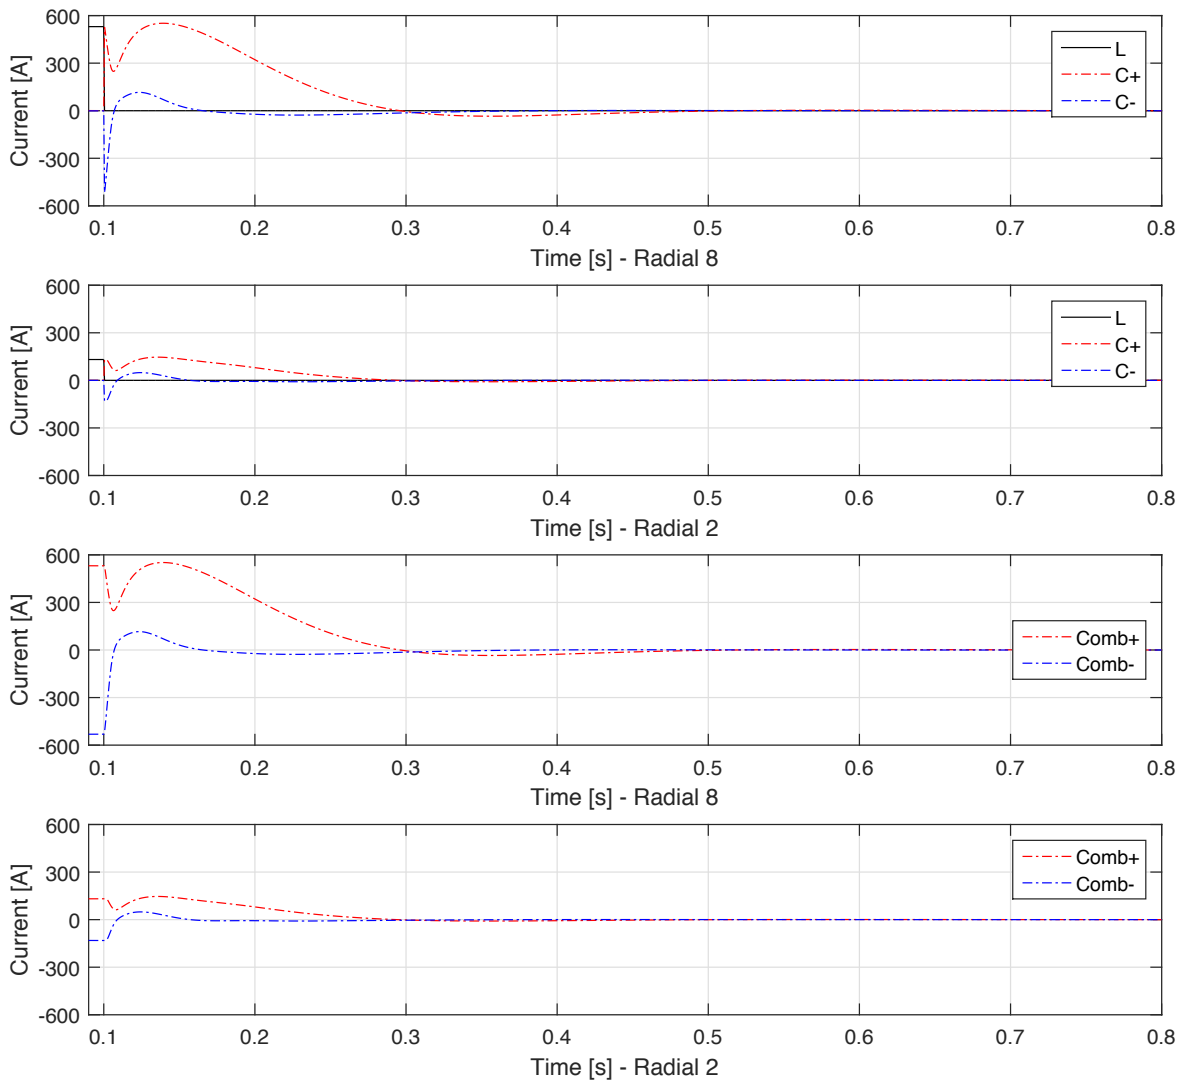 600
300
0
-300
-600
Current [A]
L
C+
C-
0.1 0.2 0.3 0.4 0.5 0.6 0.7 0.8
Time [s] - Radial 8
600
300
0
-300
-600
Current [A]
L
C+
C-
0.1 0.2 0.3 0.4 0.5 0.6 0.7 0.8
Time [s] - Radial 2
600
300
0
-300
-600
Current [A]
Comb+
Comb-
0.1 0.2 0.3 0.4 0.5 0.6 0.7 0.8
Time [s] - Radial 8
600
300
0
-300
-600
Current [A]
Comb+
Comb-
0.1 0.2 0.3 0.4 0.5 0.6 0.7 0.8
Time [s] - Radial 2